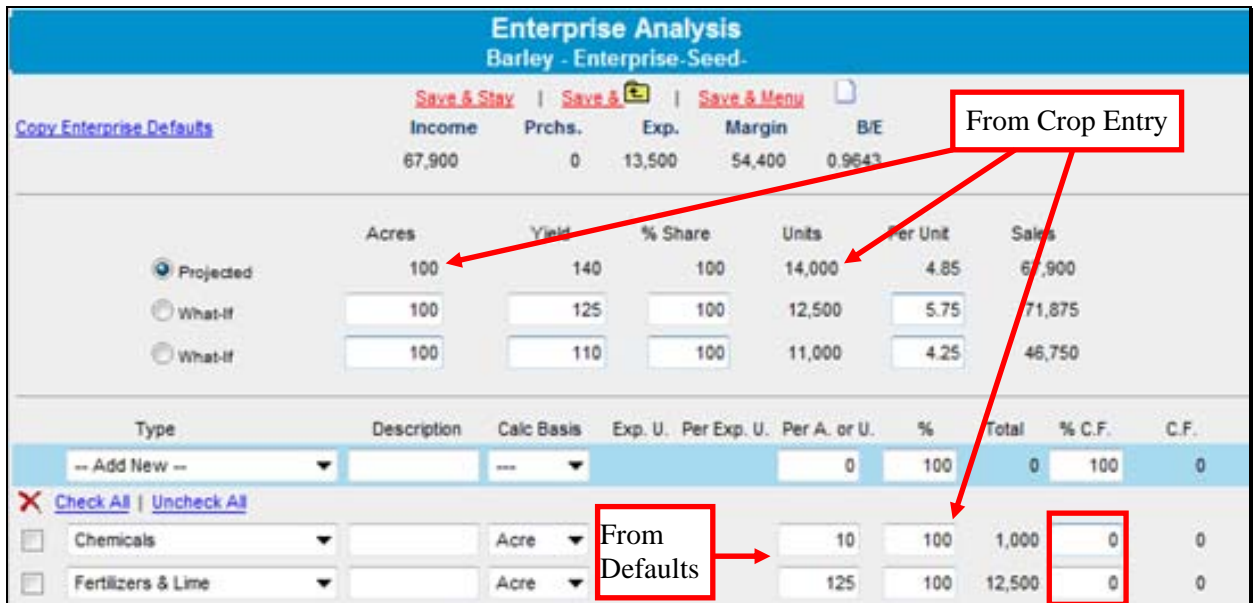 Enterprise Analysis
Barley - Enterprise-Seed-
Save & Stay | Save & | Save & Menu
Copy Enterprise Defaults Income Prchs. Exp. Margin B/E
67,900 0 13,500 54,400 0.9643
From Crop Entry
Acres Yield % Share Units Per Unit Sales
Projected 100 140 100 14,000 4.85 67,900
What-If 100 125 100 12,500 5.75 71,875
What-If 100 110 100 11,000 4.25 46,750
Type Description Calc Basis Exp. U. Per Exp. U. Per A. or U. % Total % C.F. C.F.
-- Add New -- --- 0 100 0 100 0
Check All | Uncheck All
Chemicals Acre 10 100 1,000 0 0
From
Defaults
Fertilizers & Lime Acre 125 100 12,500 0 0